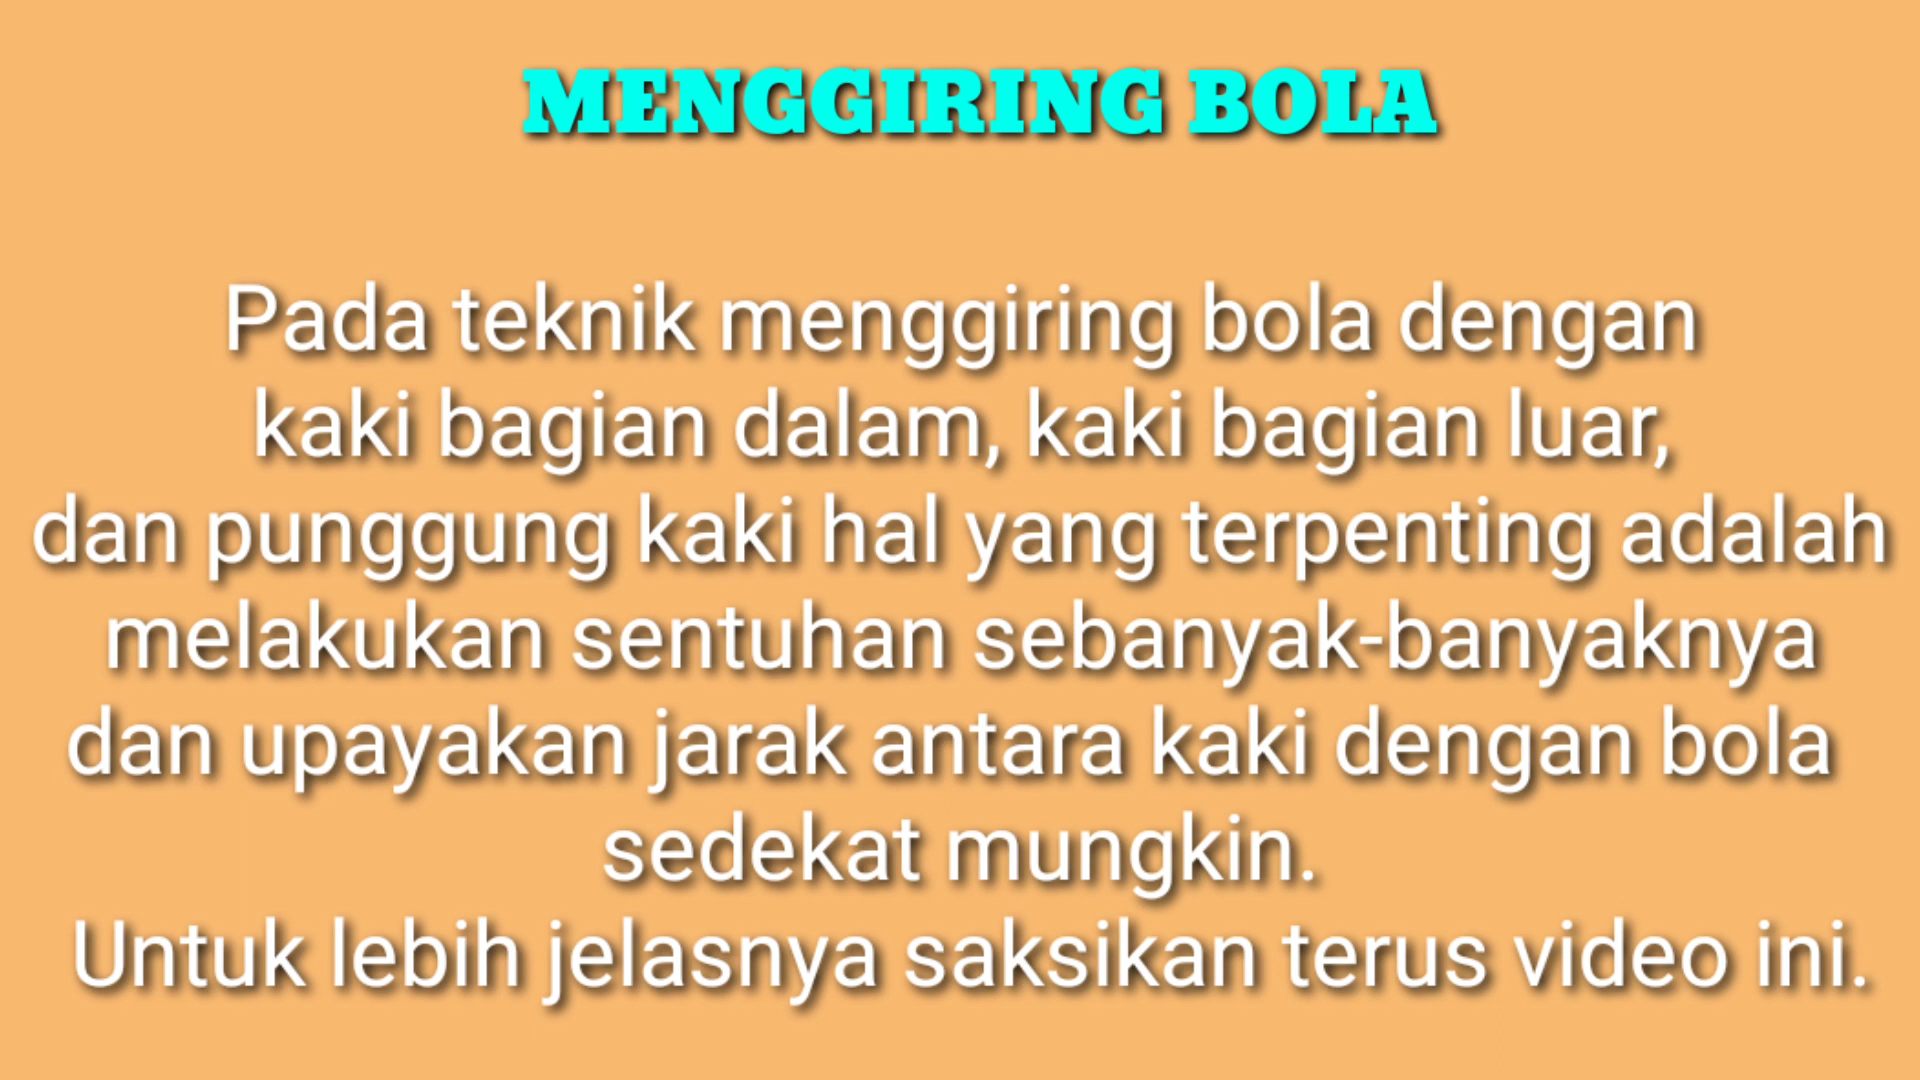 MENGGIRING BOLA
Pada teknik menggiring bola dengan
kaki bagian dalam, kaki bagian luar,
dan punggung kaki hal yang terpenting adalah
melakukan sentuhan sebanyak-banyaknya
dan upayakan jarak antara kaki dengan bola
sedekat mungkin.
Untuk lebih jelasnya saksikan terus video ini.